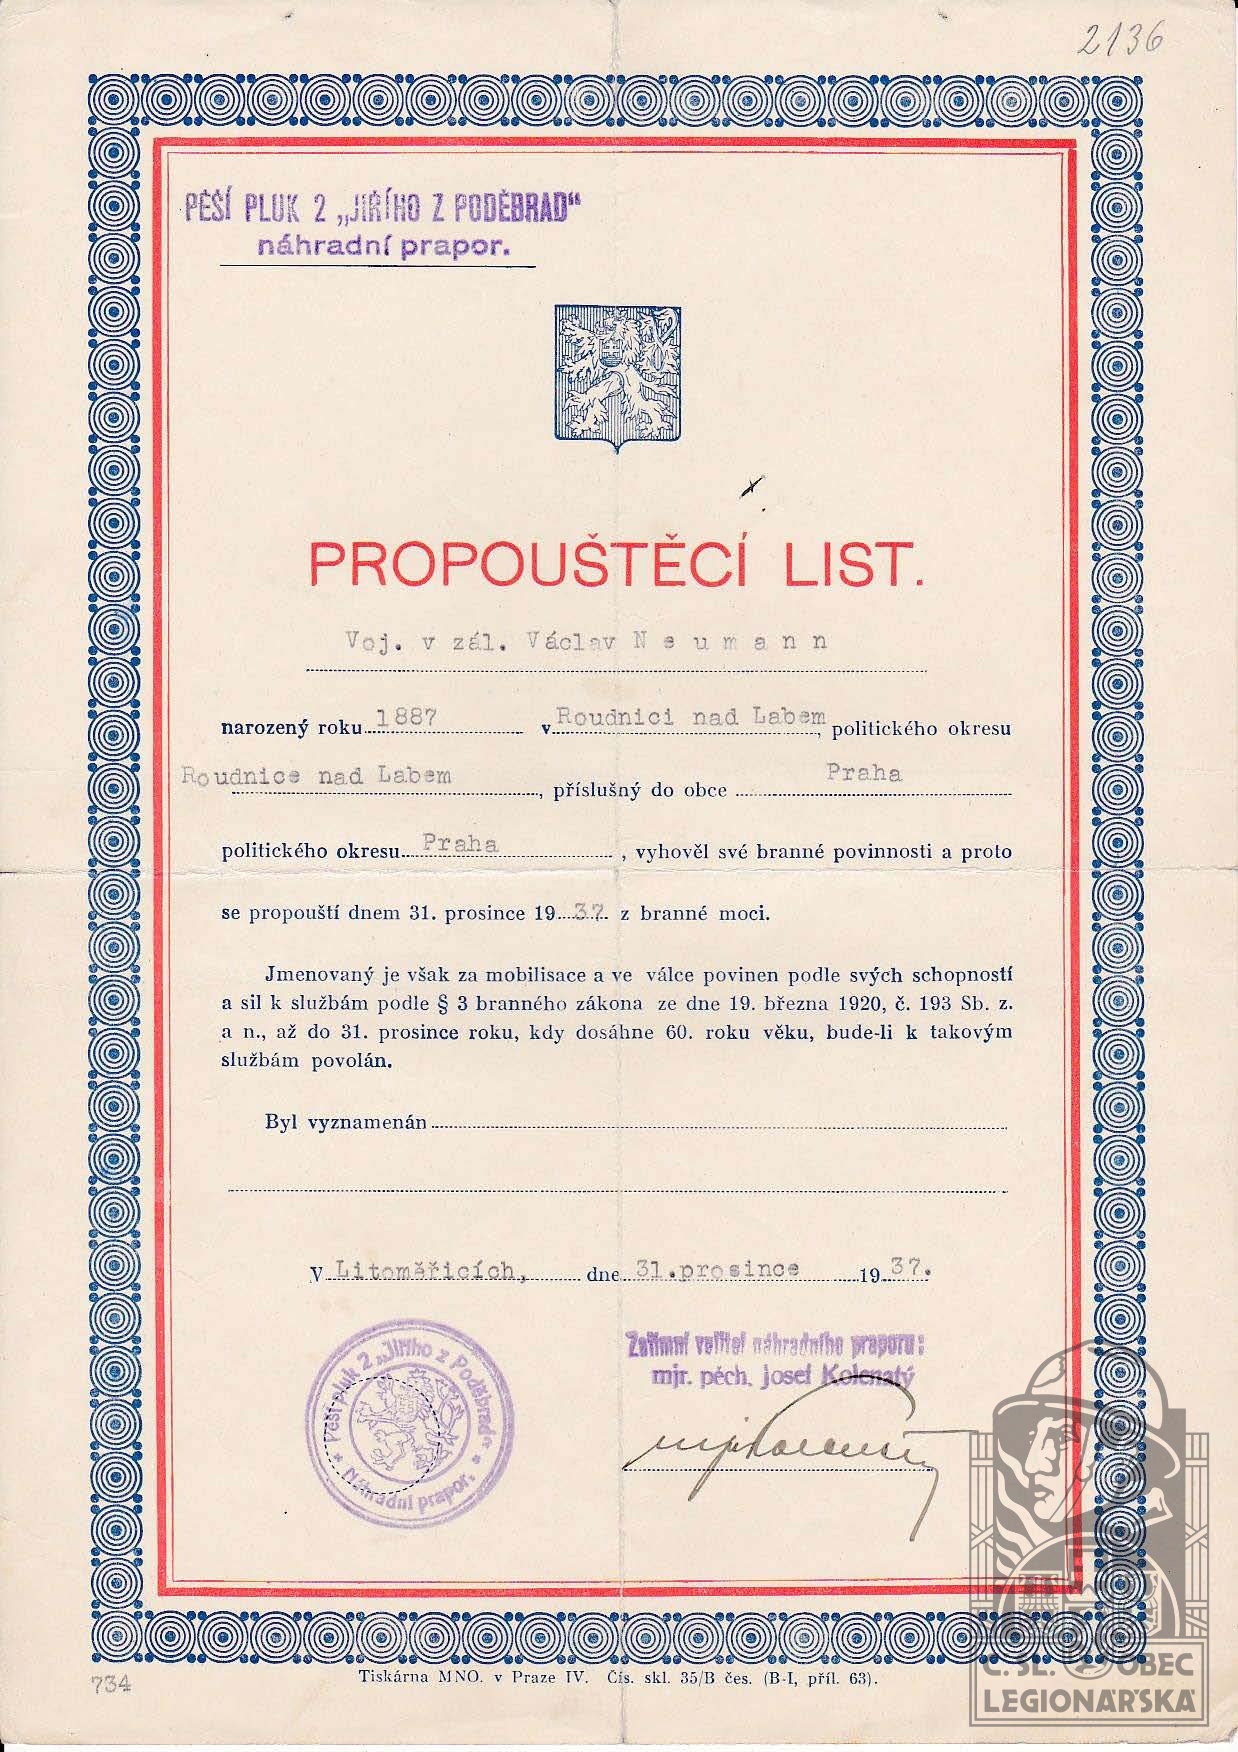 2136
PĚŠÍ PLUK 2 „JIŘÍHO Z PODĚBRAD“
náhradní prapor.
PROPOUŠTĚCÍ LIST.
Voj. v zál. Václav N e u m a n n
narozený roku 1887 v Roudnici nad Labem, politického okresu
Roudnice nad Labem, příslušný do obce Praha
politického okresu Praha, vyhověl své branné povinnosti a proto
se propouští dnem 31. prosince 1937. z branné moci.
Jmenovaný je však za mobilisace a ve válce povinen podle svých schopností
a sil k službám podle § 3 branného zákona ze dne 19. března 1920, č. 193 Sb. z.
a n., až do 31. prosince roku, kdy dosáhne 60. roku věku, bude-li k takovým
službám povolán.
Byl vyznamenán
V Litoměřicích, dne 31.prosince 1937.
Zatímní velitel náhradního praporu:
mjr. pěch. Josef Kolenatý
mjr Kolenatý
* Pěší pluk 2 „Jiřího z Poděbrad“ *
Náhradní prapor.
Č. SL. OBEC
LEGIONÁŘSKÁ
734
Tiskárna MNO. v Praze IV. Čís. skl. 35/B čes. (B-I, příl. 63).